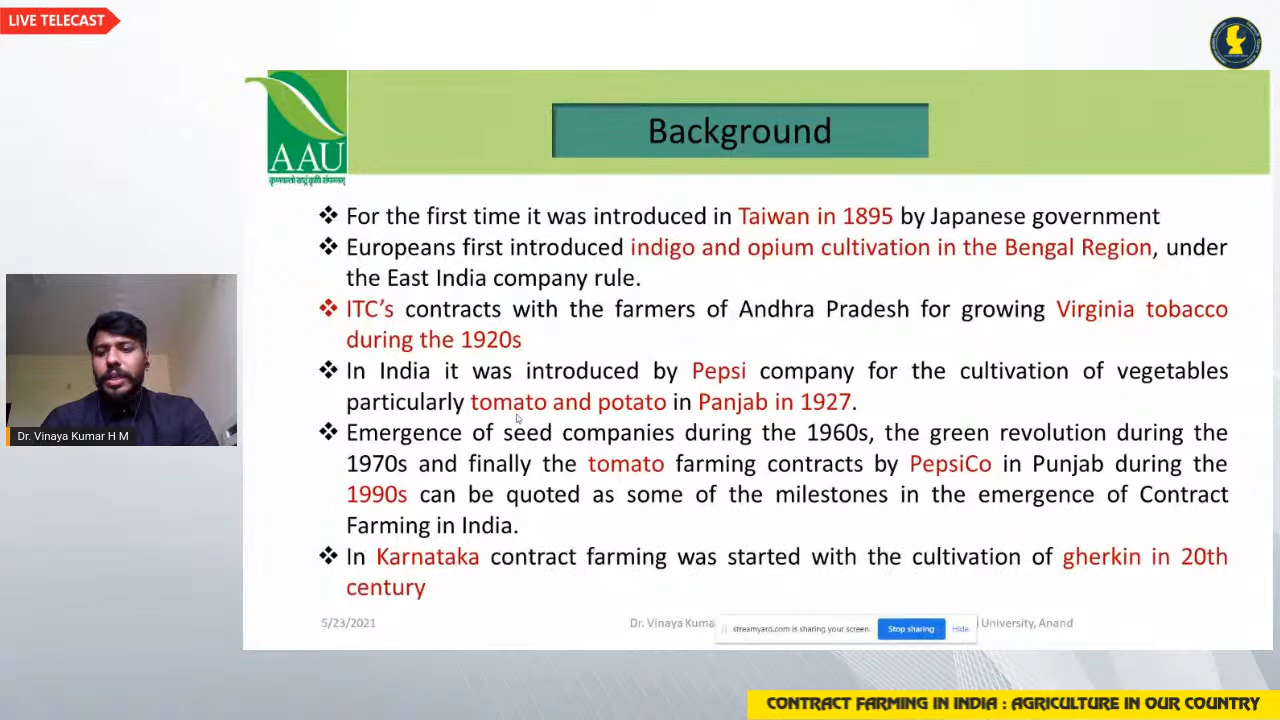 LIVE TELECAST
AAU
Background
❖ For the first time it was introduced in Taiwan in 1895 by Japanese government
❖ Europeans first introduced indigo and opium cultivation in the Bengal Region, under
the East India company rule.
❖ ITC's contracts with the farmers of Andhra Pradesh for growing Virginia tobacco
during the 1920s
❖ In India it was introduced by Pepsi company for the cultivation of vegetables
particularly tomato and potato in Panjab in 1927.
❖ Emergence of seed companies during the 1960s, the green revolution during the
1970s and finally the tomato farming contracts by PepsiCo in Punjab during the
1990s can be quoted as some of the milestones in the emergence of Contract
Farming in India.
❖ In Karnataka contract farming was started with the cultivation of gherkin in 20th
century
Dr. Vinaya Kumar H M
5/23/2021
Dr. Vinaya Kuma
University, Anand
streamyard.com is sharing your screen.
Stop sharing
Hide
CONTRACT FARMING IN INDIA : AGRICULTURE IN OUR COUNTRY